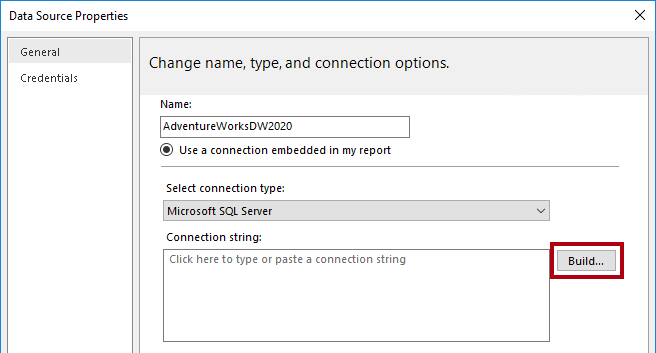 Data Source Properties
General
Credentials
Change name, type, and connection options.
Name:
AdventureWorksDW2020
Use a connection embedded in my report
Select connection type:
Microsoft SQL Server
Connection string:
Click here to type or paste a connection string
Build...